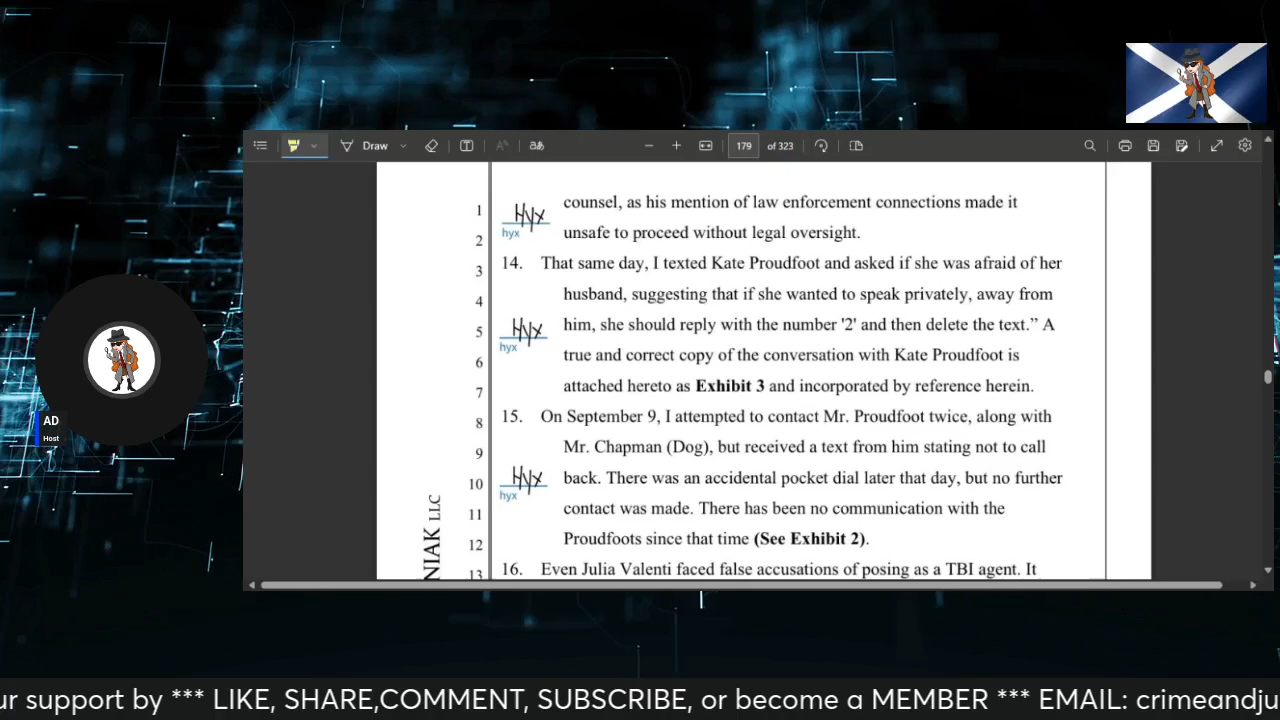 Draw
179 of 323
counsel, as his mention of law enforcement connections made it
unsafe to proceed without legal oversight.
14. That same day, I texted Kate Proudfoot and asked if she was afraid of her
husband, suggesting that if she wanted to speak privately, away from
him, she should reply with the number '2' and then delete the text.” A
true and correct copy of the conversation with Kate Proudfoot is
attached hereto as Exhibit 3 and incorporated by reference herein.
15. On September 9, I attempted to contact Mr. Proudfoot twice, along with
Mr. Chapman (Dog), but received a text from him stating not to call
back. There was an accidental pocket dial later that day, but no further
contact was made. There has been no communication with the
Proudfoots since that time (See Exhibit 2).
16. Even Julia Valenti faced false accusations of posing as a TBI agent. It
1
2
3
4
5
6
7
8
9
10
11
12
13
HYX
hyx
HYX
hyx
HYX
hyx
NIAK LLC
AD
Host
ur support by *** LIKE, SHARE,COMMENT, SUBSCRIBE, or become a MEMBER *** EMAIL: crimeandju